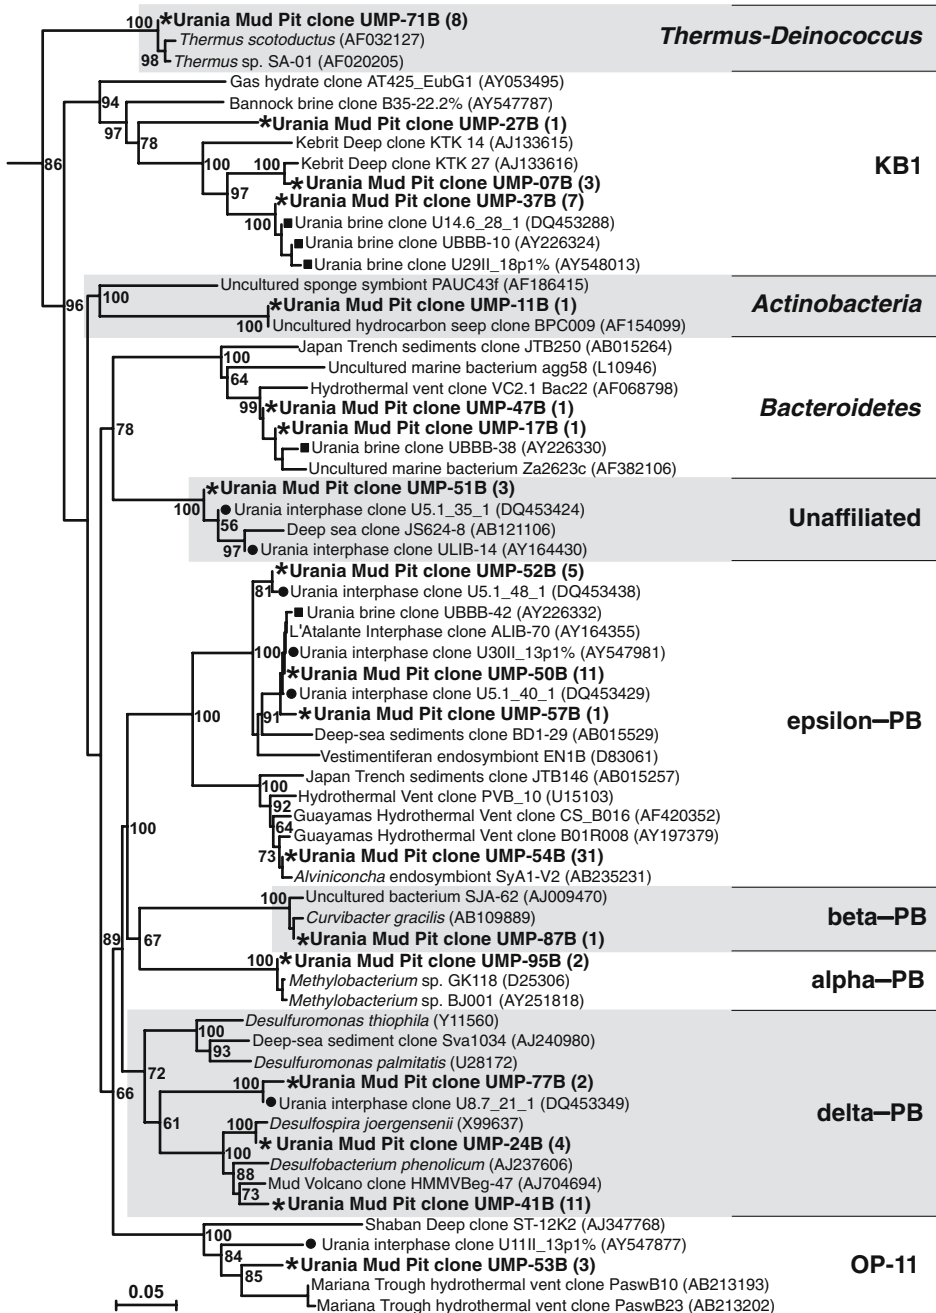 100 *Urania Mud Pit clone UMP-71B (8)
Thermus scotoductus (AF032127)
Thermus-Deinococcus
98 Thermus sp. SA-01 (AF020205)
Gas hydrate clone AT425_EubG1 (AY053495)
94 Bannock brine clone B35-22.2% (AY547787)
97 *Urania Mud Pit clone UMP-27B (1)
78 Kebrit Deep clone KTK 14 (AJ133615)
86 100 100 Kebrit Deep clone KTK 27 (AJ133616)
KB1
*Urania Mud Pit clone UMP-07B (3)
97 *Urania Mud Pit clone UMP-37B (7)
100 ■Urania brine clone U14.6_28_1 (DQ453288)
■Urania brine clone UBBB-10 (AY226324)
■Urania brine clone U29II_18p1% (AY548013)
Uncultured sponge symbiont PAUC43f (AF186415)
96 100 *Urania Mud Pit clone UMP-11B (1)
Actinobacteria
100 Uncultured hydrocarbon seep clone BPC009 (AF154099)
Japan Trench sediments clone JTB250 (AB015264)
100 Uncultured marine bacterium agg58 (L10946)
64 Hydrothermal vent clone VC2.1 Bac22 (AF068798)
99 *Urania Mud Pit clone UMP-47B (1)
Bacteroidetes
78 *Urania Mud Pit clone UMP-17B (1)
■Urania brine clone UBBB-38 (AY226330)
Uncultured marine bacterium Za2623c (AF382106)
*Urania Mud Pit clone UMP-51B (3)
100 ●Urania interphase clone U5.1_35_1 (DQ453424)
Unaffiliated
56 Deep sea clone JS624-8 (AB121106)
97 ●Urania interphase clone ULIB-14 (AY164430)
*Urania Mud Pit clone UMP-52B (5)
81 ●Urania interphase clone U5.1_48_1 (DQ453438)
■ Urania brine clone UBBB-42 (AY226332)
L'Atalante Interphase clone ALIB-70 (AY164355)
100 ●Urania interphase clone U30II_13p1% (AY547981)
*Urania Mud Pit clone UMP-50B (11)
●Urania interphase clone U5.1_40_1 (DQ453429)
100 91 *Urania Mud Pit clone UMP-57B (1)
epsilon–PB
Deep-sea sediments clone BD1-29 (AB015529)
Vestimentiferan endosymbiont EN1B (D83061)
Japan Trench sediments clone JTB146 (AB015257)
100 Hydrothermal Vent clone PVB_10 (U15103)
92 Guayamas Hydrothermal Vent clone CS_B016 (AF420352)
100 64 Guayamas Hydrothermal Vent clone B01R008 (AY197379)
73 *Urania Mud Pit clone UMP-54B (31)
Alviniconcha endosymbiont SyA1-V2 (AB235231)
100 Uncultured bacterium SJA-62 (AJ009470)
Curvibacter gracilis (AB109889)
beta–PB
89 67 *Urania Mud Pit clone UMP-87B (1)
100 *Urania Mud Pit clone UMP-95B (2)
Methylobacterium sp. GK118 (D25306)
alpha–PB
Methylobacterium sp. BJ001 (AY251818)
Desulfuromonas thiophila (Y11560)
100 Deep-sea sediment clone Sva1034 (AJ240980)
93 Desulfuromonas palmitatis (U28172)
72 100 *Urania Mud Pit clone UMP-77B (2)
66 ●Urania interphase clone U8.7_21_1 (DQ453349)
delta–PB
61 100 Desulfospira joergensenii (X99637)
*Urania Mud Pit clone UMP-24B (4)
100 Desulfobacterium phenolicum (AJ237606)
88 Mud Volcano clone HMMVBeg-47 (AJ704694)
73 *Urania Mud Pit clone UMP-41B (11)
Shaban Deep clone ST-12K2 (AJ347768)
100 ● Urania interphase clone U11II_13p1% (AY547877)
84 *Urania Mud Pit clone UMP-53B (3)
OP-11
85 Mariana Trough hydrothermal vent clone PaswB10 (AB213193)
0.05 Mariana Trough hydrothermal vent clone PaswB23 (AB213202)